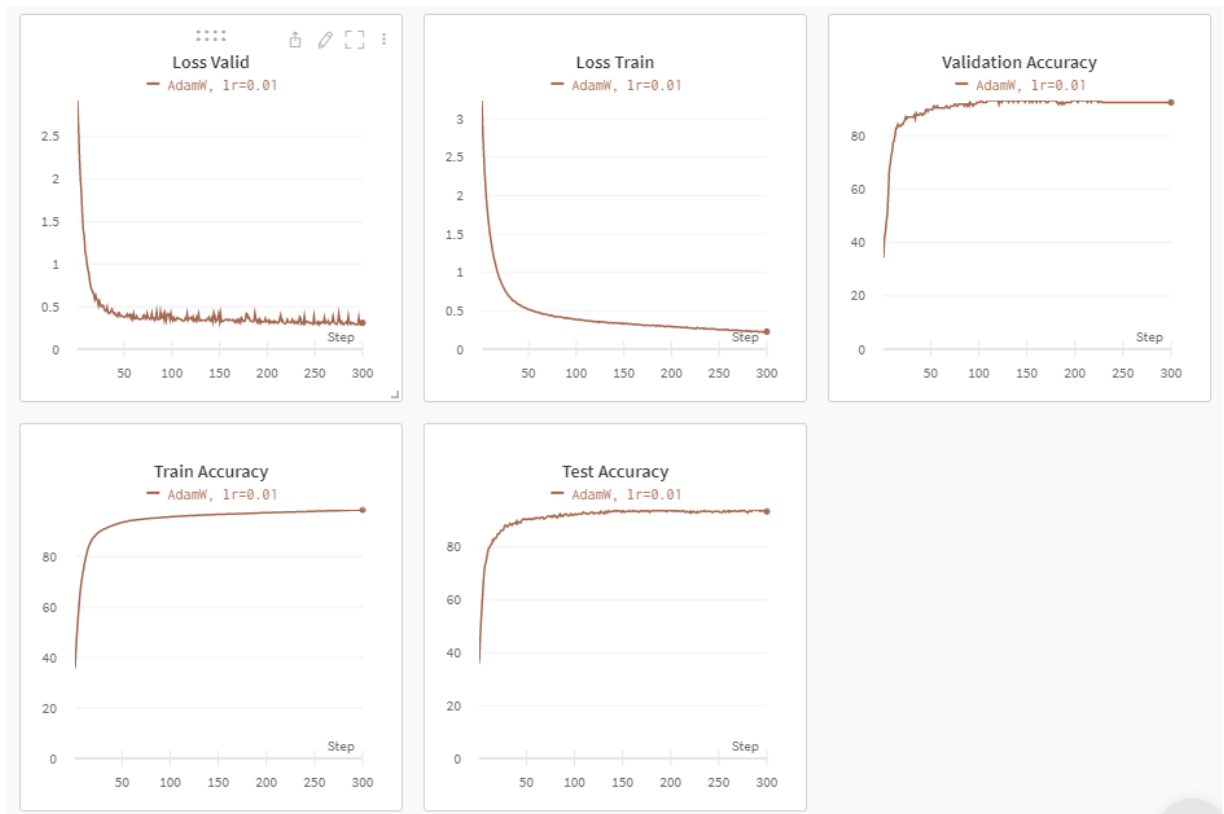 Loss Valid
AdamW, lr=0.01
2.5
2
1.5
1
0.5
0
Step
50 100 150 200 250 300
Loss Train
AdamW, lr=0.01
3
2.5
2
1.5
1
0.5
0
Step
50 100 150 200 250 300
Validation Accuracy
AdamW, lr=0.01
80
60
40
20
0
Step
50 100 150 200 250 300
Train Accuracy
AdamW, lr=0.01
80
60
40
20
0
Step
50 100 150 200 250 300
Test Accuracy
AdamW, lr=0.01
80
60
40
20
0
Step
50 100 150 200 250 300